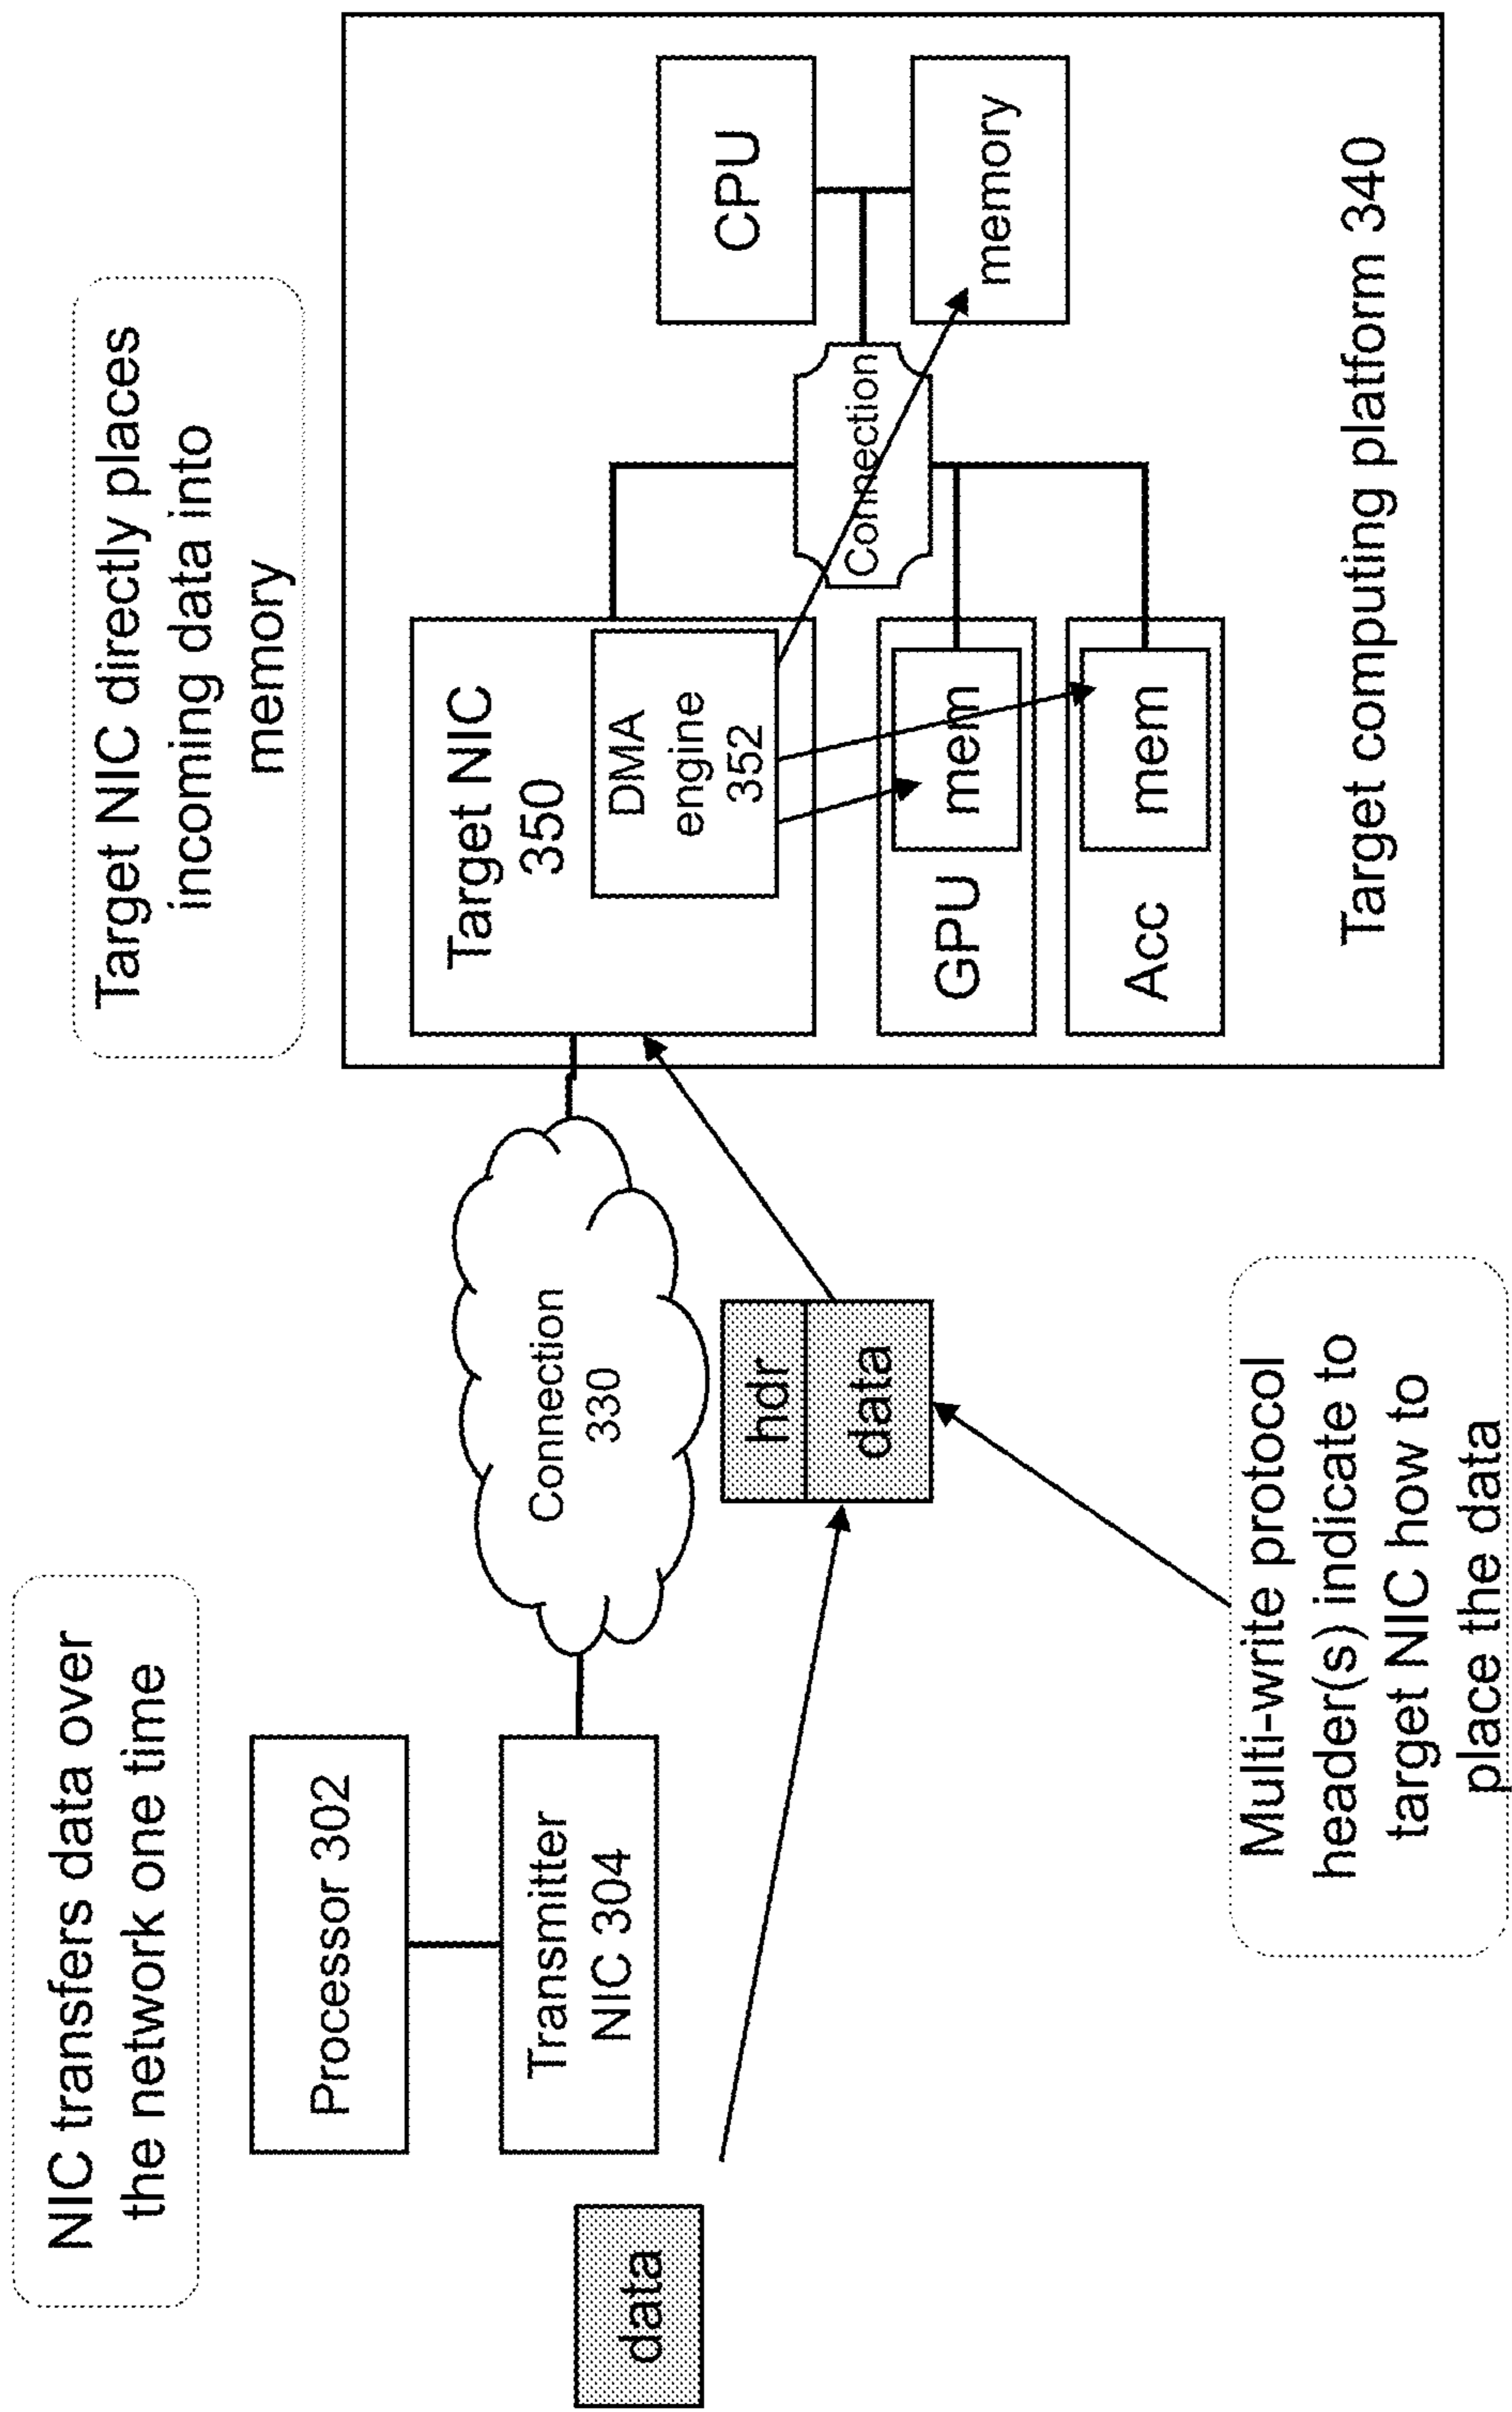 NIC transfers data over
the network one time
Processor 302
Transmitter
NIC 304
data
Connection
330
hdr
data
Multi-write protocol
header(s) indicate to
target NIC how to
place the data
Target NIC directly places
incoming data into
memory
Target NIC
350
DMA
engine
352
GPU
mem
Acc
mem
Connection
CPU
memory
Target computing platform 340